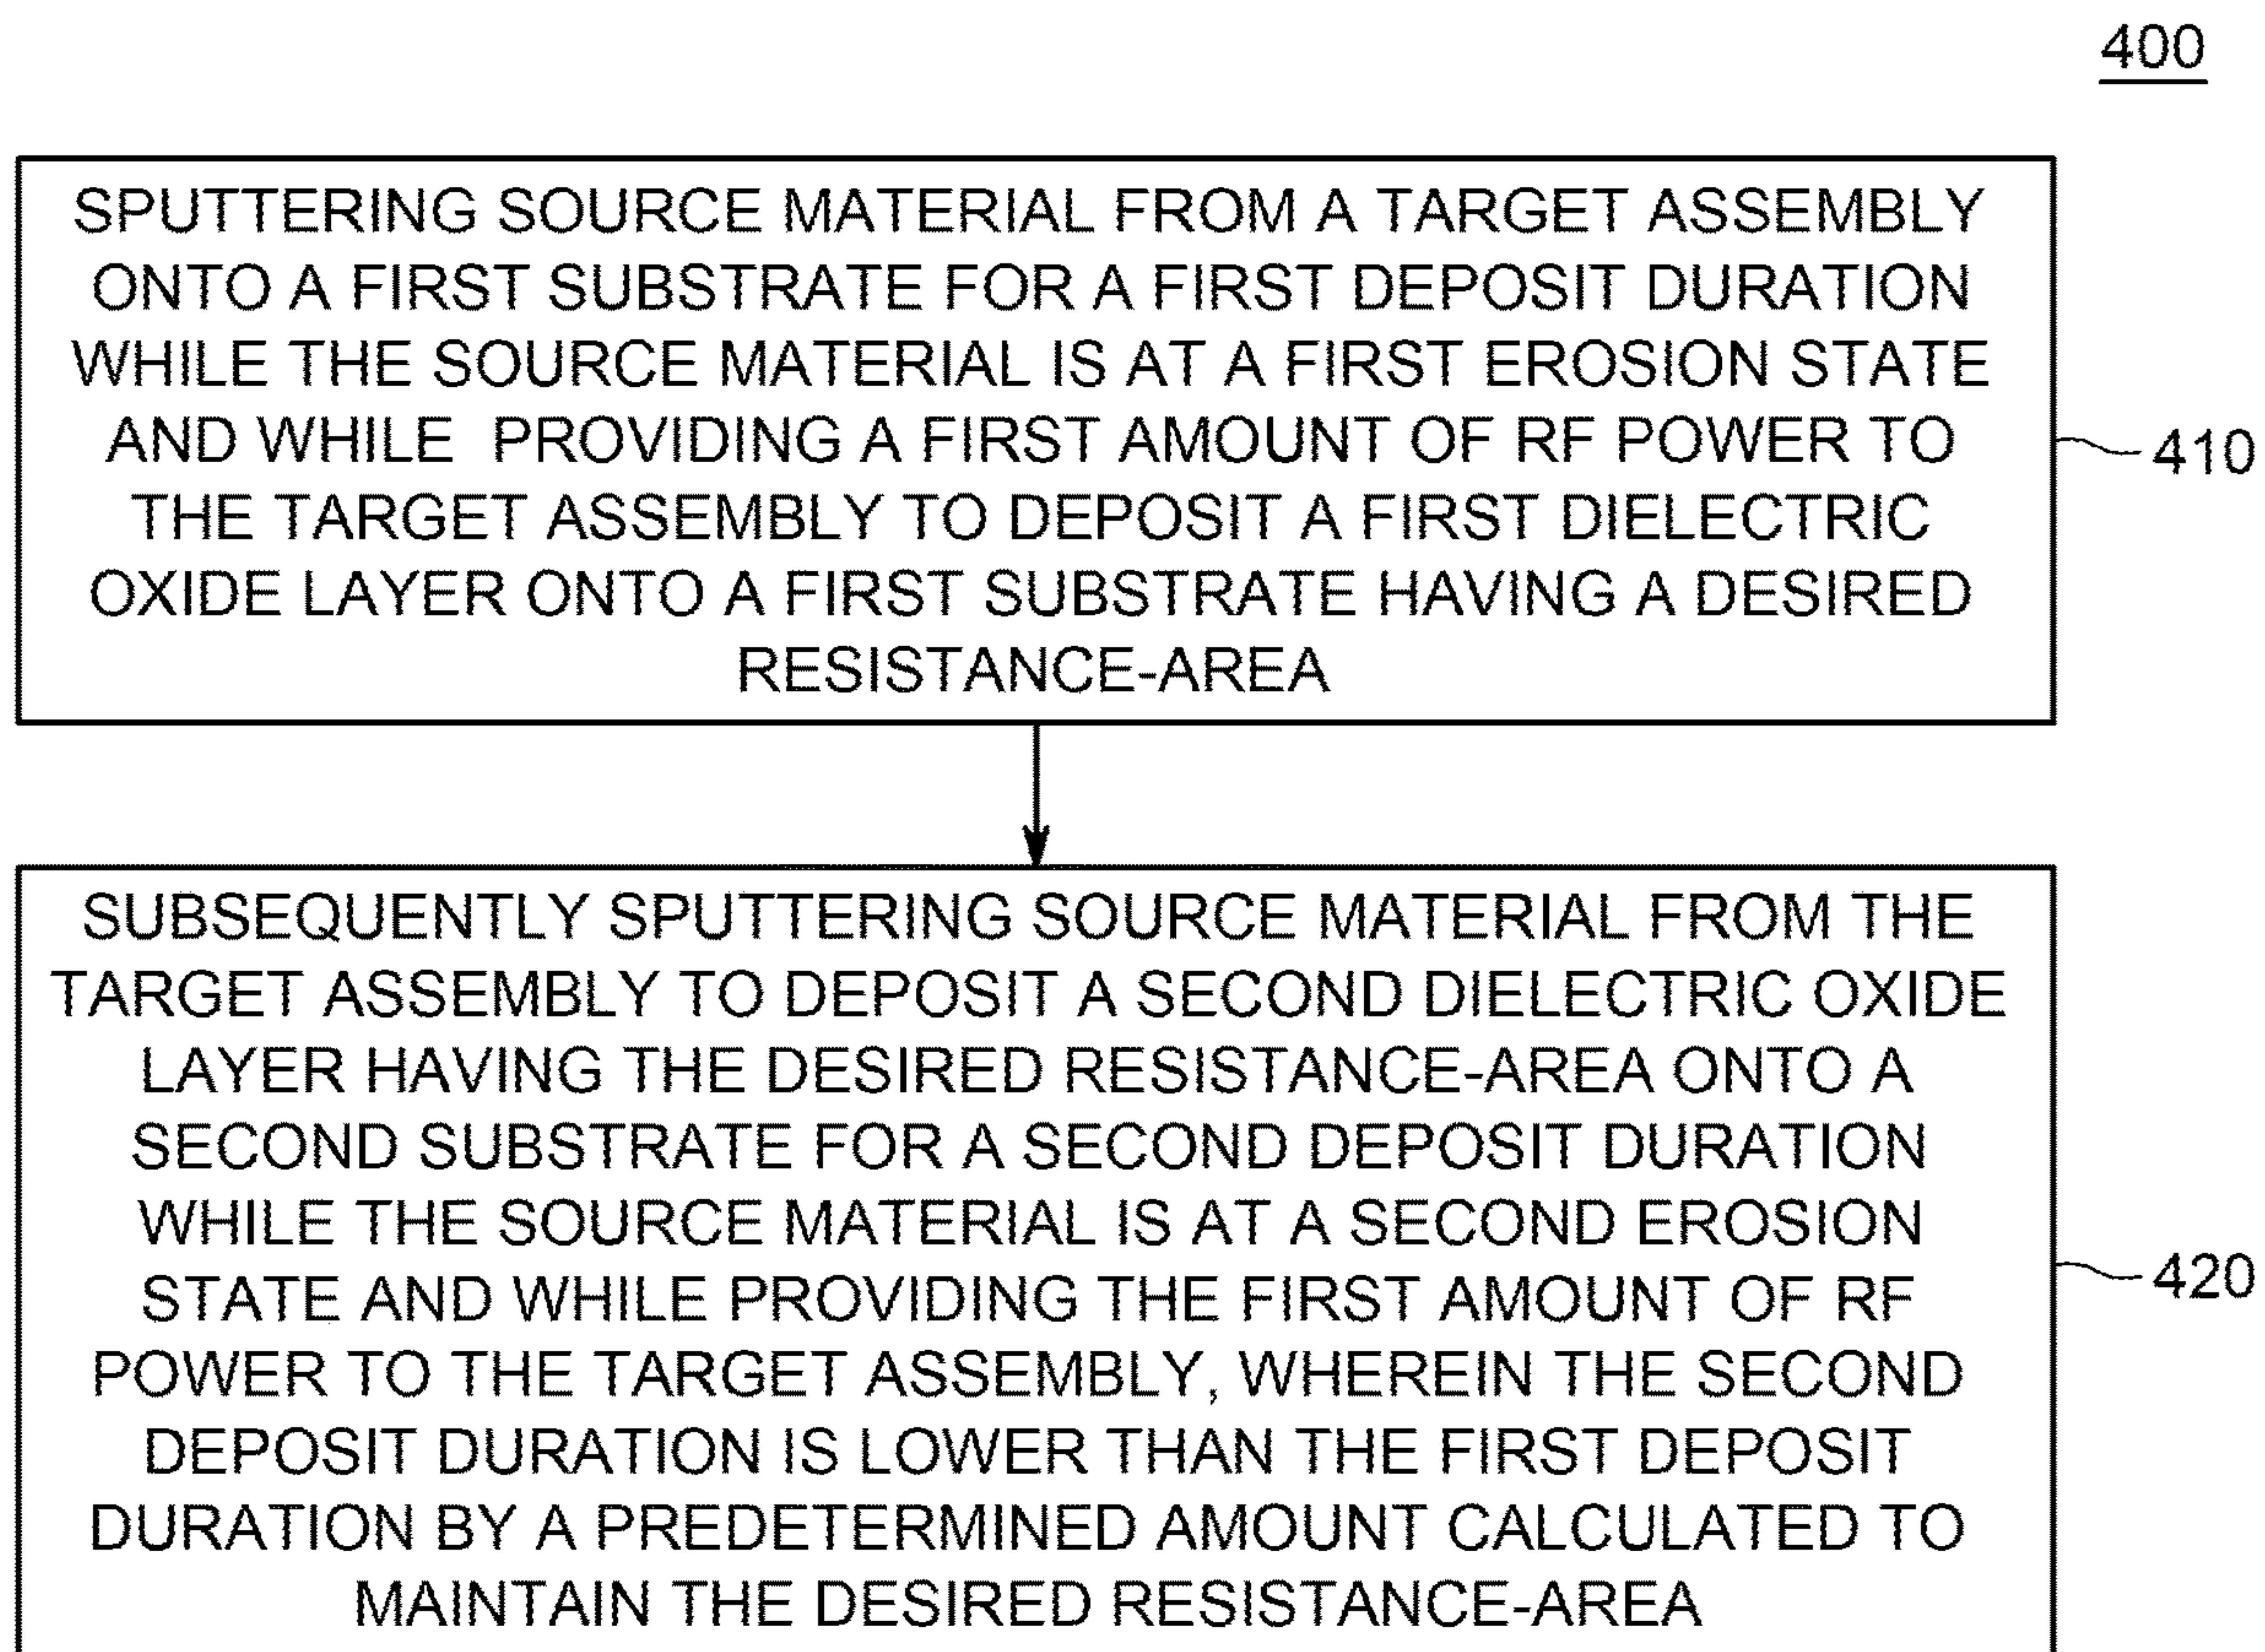 400
SPUTTERING SOURCE MATERIAL FROM A TARGET ASSEMBLY
ONTO A FIRST SUBSTRATE FOR A FIRST DEPOSIT DURATION
WHILE THE SOURCE MATERIAL IS AT A FIRST EROSION STATE
AND WHILE PROVIDING A FIRST AMOUNT OF RF POWER TO
THE TARGET ASSEMBLY TO DEPOSIT A FIRST DIELECTRIC
OXIDE LAYER ONTO A FIRST SUBSTRATE HAVING A DESIRED
RESISTANCE-AREA
410
SUBSEQUENTLY SPUTTERING SOURCE MATERIAL FROM THE
TARGET ASSEMBLY TO DEPOSIT A SECOND DIELECTRIC OXIDE
LAYER HAVING THE DESIRED RESISTANCE-AREA ONTO A
SECOND SUBSTRATE FOR A SECOND DEPOSIT DURATION
WHILE THE SOURCE MATERIAL IS AT A SECOND EROSION
STATE AND WHILE PROVIDING THE FIRST AMOUNT OF RF
POWER TO THE TARGET ASSEMBLY, WHEREIN THE SECOND
DEPOSIT DURATION IS LOWER THAN THE FIRST DEPOSIT
DURATION BY A PREDETERMINED AMOUNT CALCULATED TO
MAINTAIN THE DESIRED RESISTANCE-AREA
420